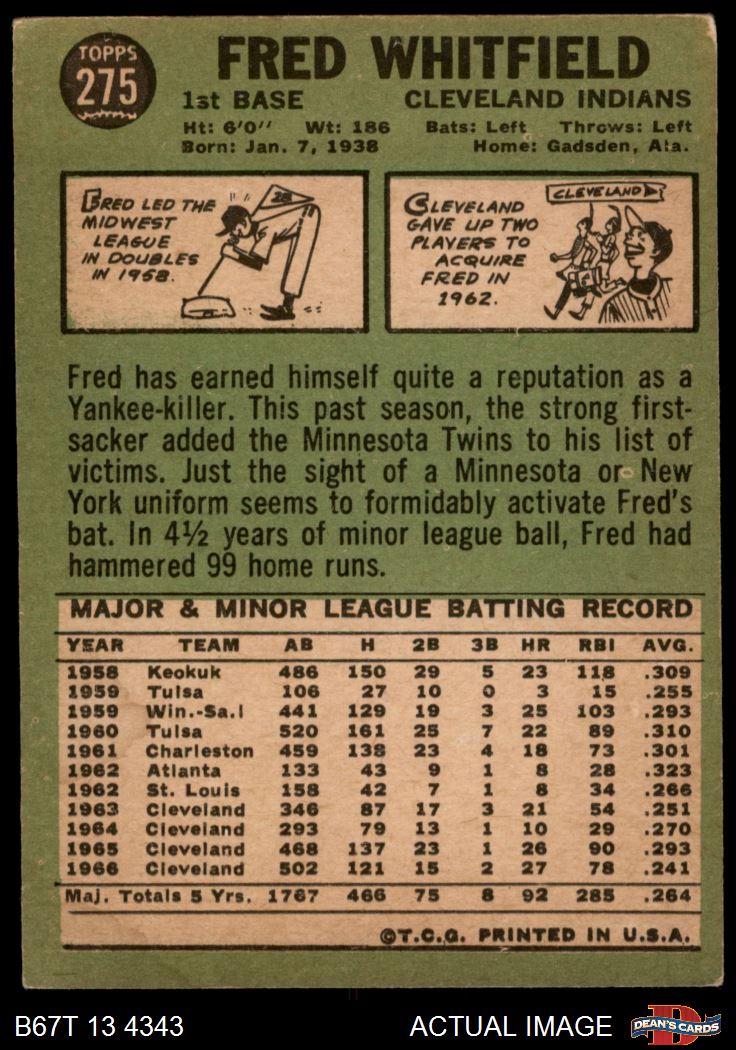 TOPPS
275
FRED WHITFIELD
1st BASE CLEVELAND INDIANS
Ht: 6'0" Wt: 186 Bats: Left Throws: Left
Born: Jan. 7, 1938 Home: Gadsden, Ala.
FRED LED THE
MIDWEST
LEAGUE
IN DOUBLES
IN 1958.
28
CLEVELAND
GAVE UP TWO
PLAYERS TO
ACQUIRE
FRED IN
1962.
CLEVELAND
Fred has earned himself quite a reputation as a
Yankee-killer. This past season, the strong first-
sacker added the Minnesota Twins to his list of
victims. Just the sight of a Minnesota or New
York uniform seems to formidably activate Fred's
bat. In 4½ years of minor league ball, Fred had
hammered 99 home runs.
MAJOR & MINOR LEAGUE BATTING RECORD
YEAR TEAM AB H 2B 3B HR RBI AVG.
1958 Keokuk 486 150 29 5 23 118 .309
1959 Tulsa 106 27 10 0 3 15 .255
1959 Win.-Sa.l 441 129 19 3 25 103 .293
1960 Tulsa 520 161 25 7 22 89 .310
1961 Charleston 459 138 23 4 18 73 .301
1962 Atlanta 133 43 9 1 8 28 .323
1962 St. Louis 158 42 7 1 8 34 .266
1963 Cleveland 346 87 17 3 21 54 .251
1964 Cleveland 293 79 13 1 10 29 .270
1965 Cleveland 468 137 23 1 26 90 .293
1966 Cleveland 502 121 15 2 27 78 .241
Maj. Totals 5 Yrs. 1767 466 75 8 92 285 .264
©T.C.G. PRINTED IN U.S.A.
B67T 13 4343 ACTUAL IMAGE
D
DEAN'S CARDS